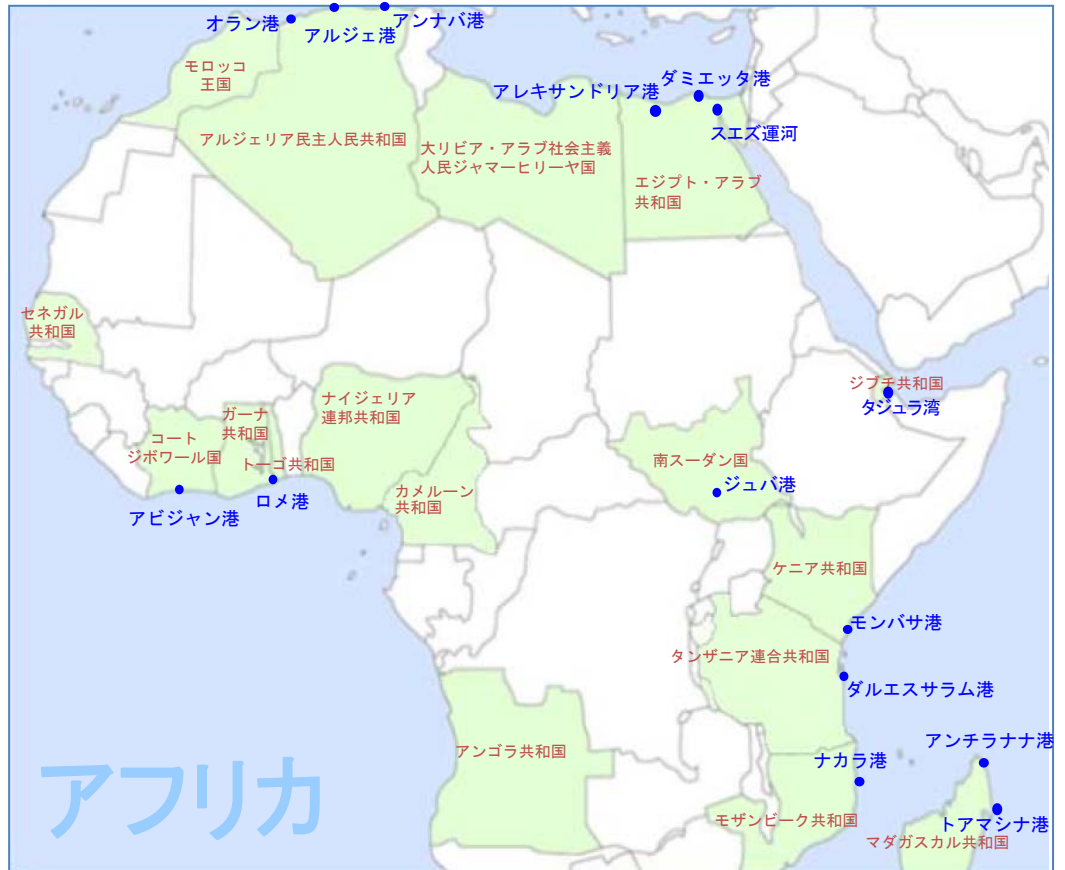 オラン港
アルジェ港
アンナバ港
モロッコ
王国
アルジェリア民主人民共和国
大リビア・アラブ社会主義
人民ジャマーヒリーヤ国
アレキサンドリア港
ダミエッタ港
スエズ運河
エジプト・アラブ
共和国
セネガル
共和国
ジブチ共和国
タジュラ湾
ナイジェリア
連邦共和国
ガーナ
共和国
コート
ジボワール国
トーゴ共和国
ロメ港
アビジャン港
カメルーン
共和国
南スーダン国
ジュバ港
ケニア共和国
モンバサ港
タンザニア連合共和国
ダルエスサラム港
アンゴラ共和国
ナカラ港
アンチラナナ港
モザンビーク共和国
トアマシナ港
マダガスカル共和国
アフリカ